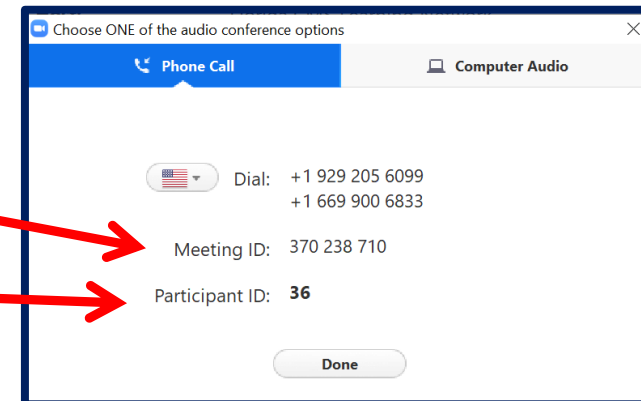 Choose ONE of the audio conference options
Phone Call
Computer Audio
Dial: +1 929 205 6099
+1 669 900 6833
Meeting ID: 370 238 710
Participant ID: 36
Done